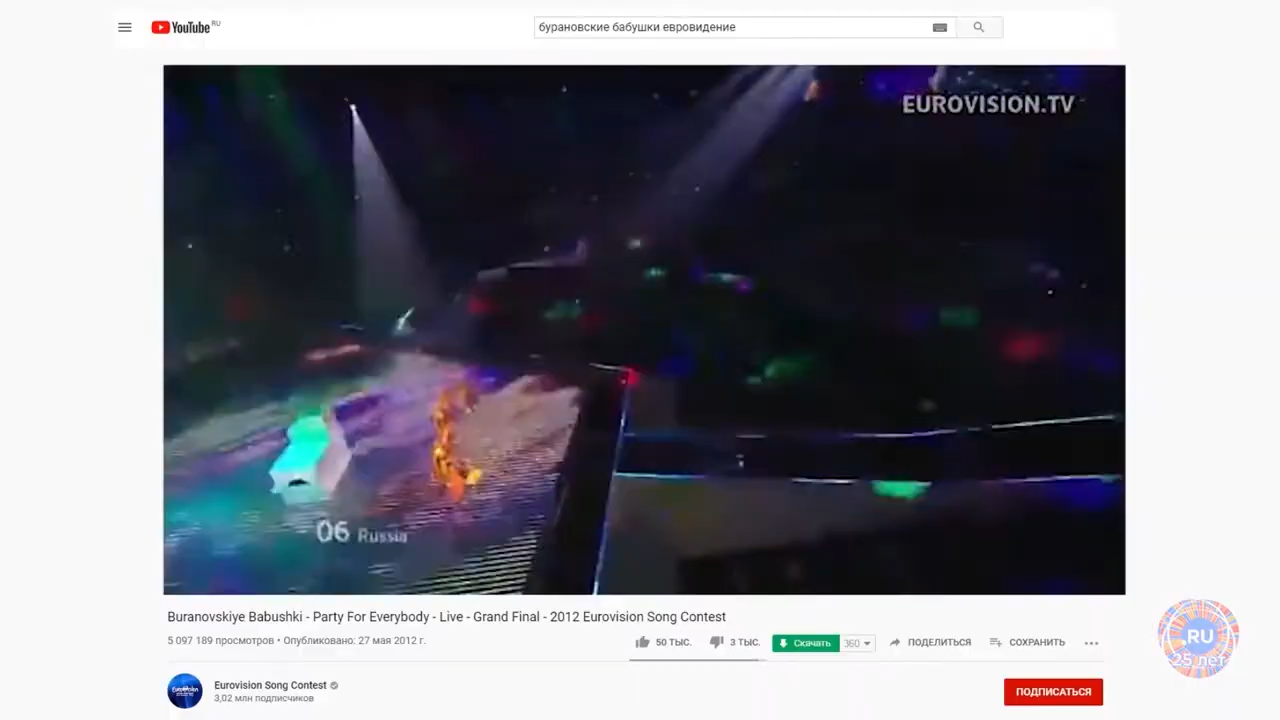 YouTube RU
бурановские бабушки евровидение
EUROVISION.TV
06 Russia
Buranovskiye Babushki - Party For Everybody - Live - Grand Final - 2012 Eurovision Song Contest
5 097 189 просмотров • Опубликовано: 27 мая 2012 г.
50 ТЫС.
3 ТЫС.
Скачать
360
ПОДЕЛИТЬСЯ
СОХРАНИТЬ
.RU
25 лет
Eurovision Song Contest
3,02 млн подписчиков
ПОДПИСАТЬСЯ